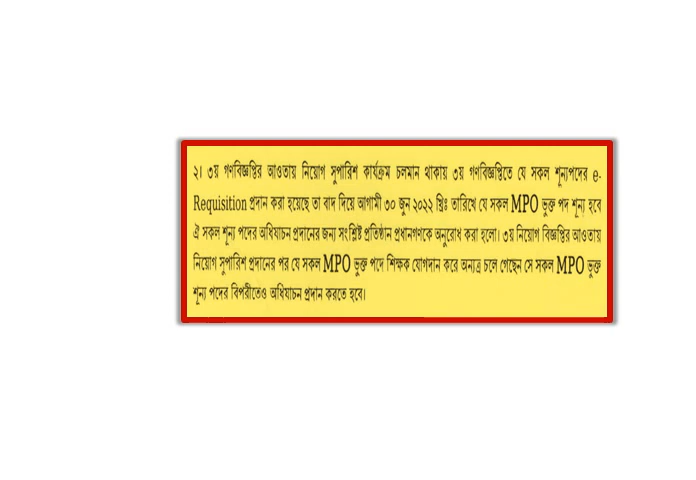 ২। ৩য় গণবিজ্ঞপ্তির আওতায় নিয়োগ সুপারিশ কার্যক্রম চলমান থাকায় ৩য় গণবিজ্ঞপ্তিতে যে সকল শূন্যপদের e-
Requisition প্রদান করা হয়েছে তা বাদ দিয়ে আগামী ৩০ জুন ২০২২ খ্রিঃ তারিখে যে সকল MPO ভুক্ত পদ শূন্য হবে
ঐ সকল শূন্য পদের অধিযাচন প্রদানের জন্য সংশ্লিষ্ট প্রতিষ্ঠান প্রধানগণকে অনুরোধ করা হলো। ৩য় নিয়োগ বিজ্ঞপ্তির আওতায়
নিয়োগ সুপারিশ প্রদানের পর যে সকল MPO ভুক্ত পদে শিক্ষক যোগদান করে অন্যত্র চলে গেছেন সে সকল MPO ভুক্ত
শূন্য পদের বিপরীতেও অধিযাচন প্রদান করতে হবে।